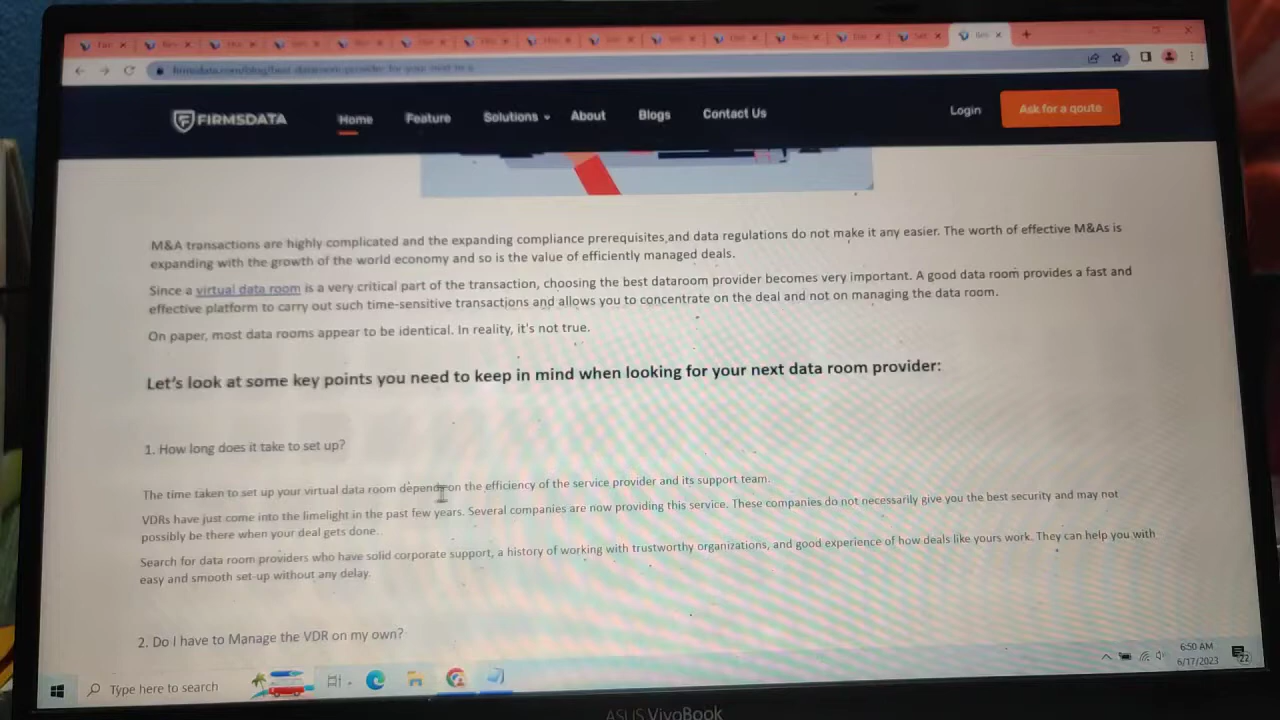 FIRMSDATA
Home
Feature
Solutions
About
Blogs
Contact Us
Login
Ask for a qoute
M&A transactions are highly complicated and the expanding compliance prerequisites,and data regulations do not make it any easier. The worth of effective M&As is
expanding with the growth of the world economy and so is the value of efficiently managed deals.
Since a virtual data room is a very critical part of the transaction, choosing the best dataroom provider becomes very important. A good data room provides a fast and
effective platform to carry out such time-sensitive transactions and allows you to concentrate on the deal and not on managing the data room.
On paper, most data rooms appear to be identical. In reality, it's not true.
Let's look at some key points you need to keep in mind when looking for your next data room provider:
1. How long does it take to set up?
The time taken to set up your virtual data room depends on the efficiency of the service provider and its support team.
VDRs have just come into the limelight in the past few years. Several companies are now providing this service. These companies do not necessarily give you the best security and may not
possibly be there when your deal gets done.
Search for data room providers who have solid corporate support, a history of working with trustworthy organizations, and good experience of how deals like yours work. They can help you with
easy and smooth set-up without any delay.
2. Do I have to Manage the VDR on my own?
Type here to search
6:50 AM
6/17/2023
22
ASUS VivoBook